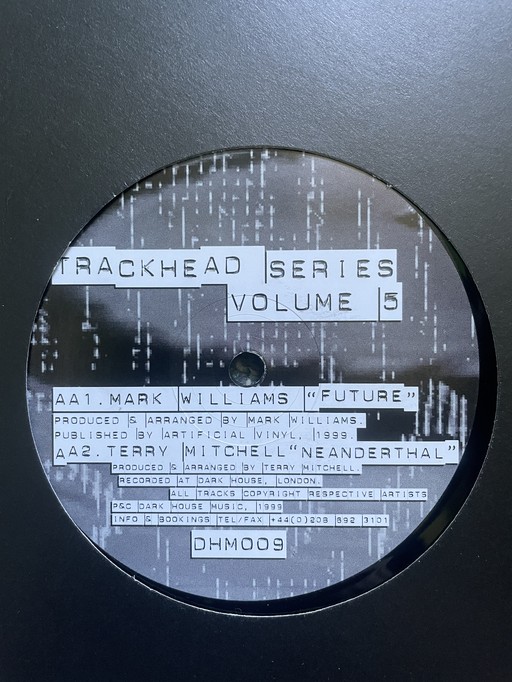 TRACKHEAD SERIES
VOLUME 5
AA1. MARK WILLIAMS "FUTURE"
PRODUCED & ARRANGED BY MARK WILLIAMS.
PUBLISHED BY ARTIFICIAL VINYL, 1999.
AA2. TERRY MITCHELL "NEANDERTHAL"
PRODUCED & ARRANGED BY TERRY MITCHELL.
RECORDED AT DARK HOUSE, LONDON.
ALL TRACKS COPYRIGHT RESPECTIVE ARTISTS
P&C DARK HOUSE MUSIC, 1999
INFO & BOOKINGS TEL/FAX +44(0)208 692 3101
DHM009